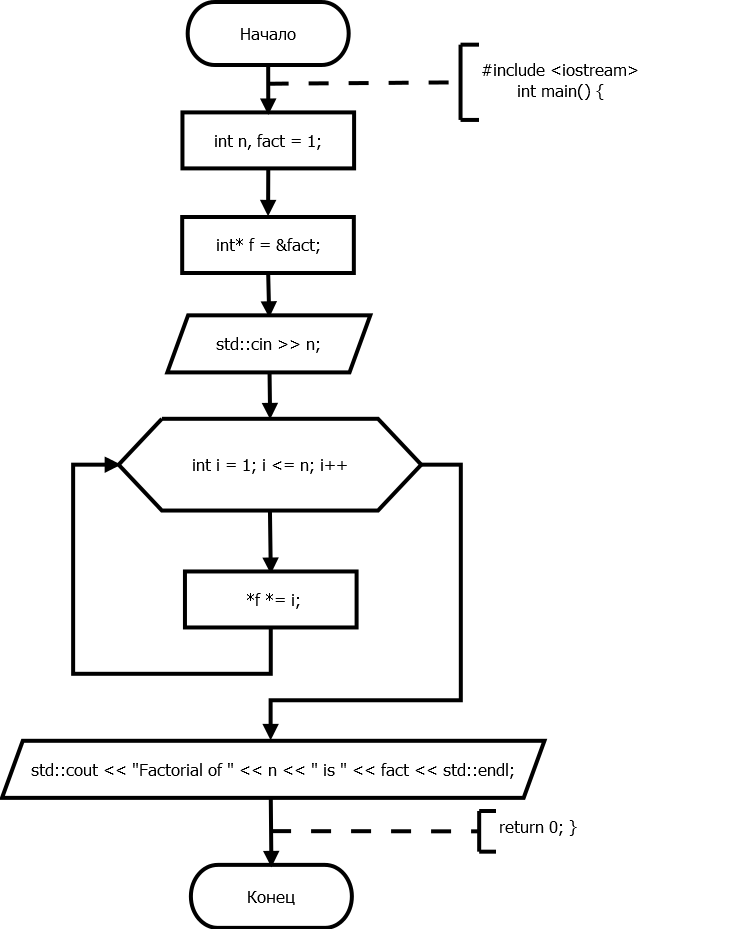 Начало
#include <iostream>
int main() {
int n, fact = 1;
int* f = &fact;
std::cin >> n;
int i = 1; i <= n; i++
*f *= i;
std::cout << "Factorial of " << n << " is " << fact << std::endl;
return 0; }
Конец